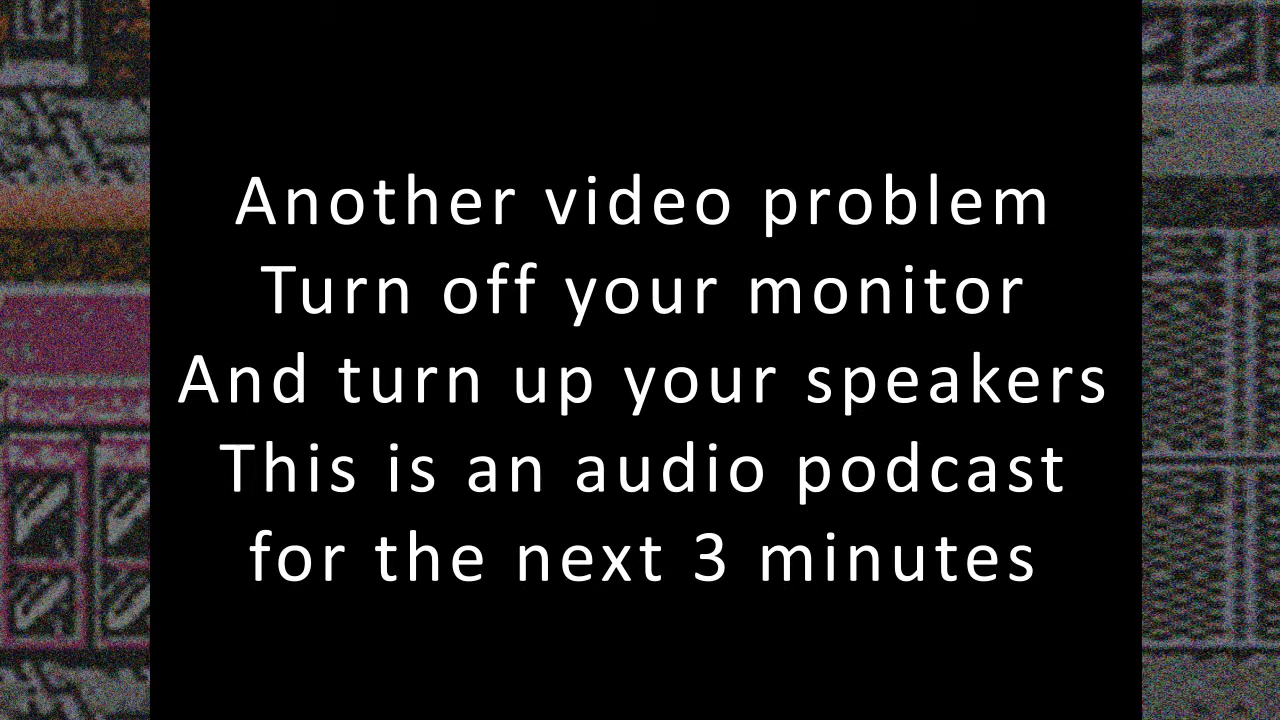 Another video problem
Turn off your monitor
And turn up your speakers
This is an audio podcast
for the next 3 minutes